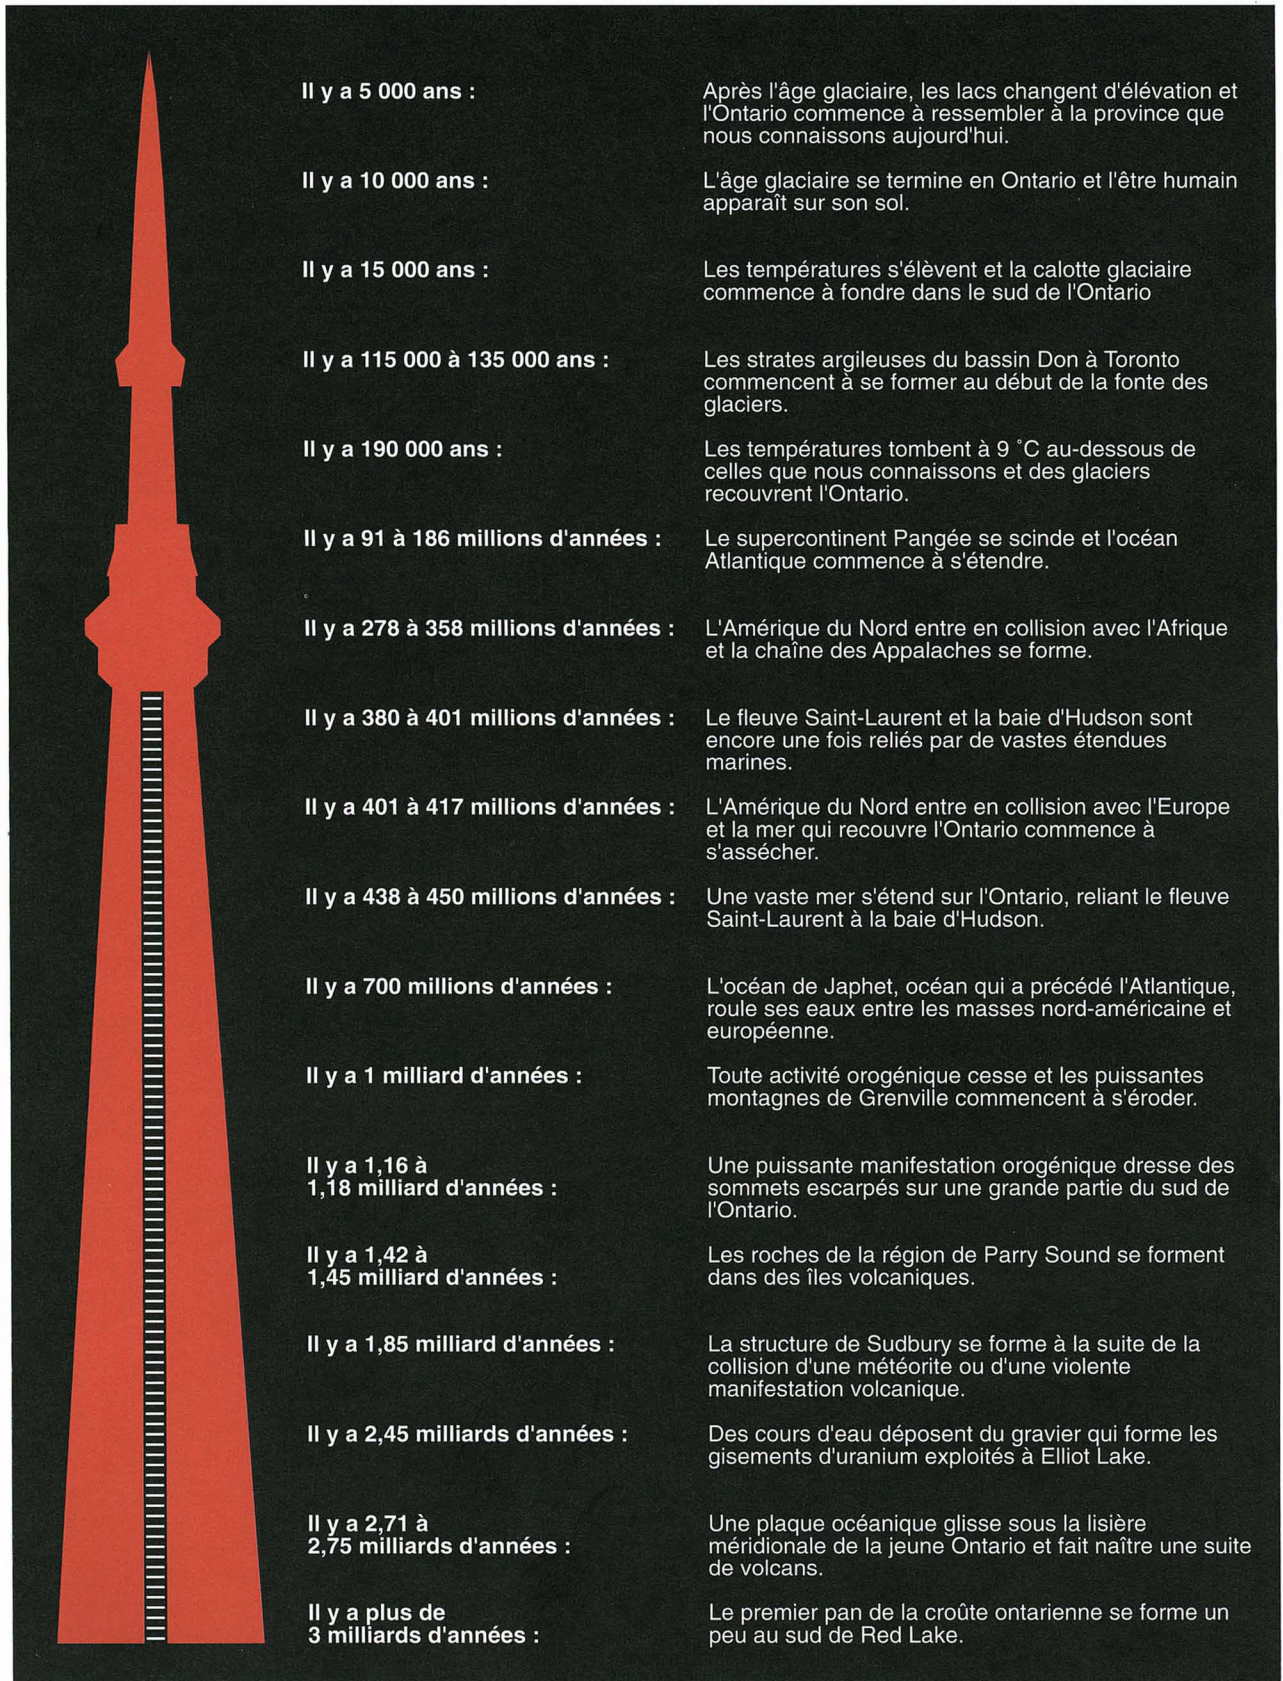 Il y a 5 000 ans :
Après l'âge glaciaire, les lacs changent d'élévation et
l'Ontario commence à ressembler à la province que
nous connaissons aujourd'hui.
Il y a 10 000 ans :
L'âge glaciaire se termine en Ontario et l'être humain
apparaît sur son sol.
Il y a 15 000 ans :
Les températures s'élèvent et la calotte glaciaire
commence à fondre dans le sud de l'Ontario
Il y a 115 000 à 135 000 ans :
Les strates argileuses du bassin Don à Toronto
commencent à se former au début de la fonte des
glaciers.
Il y a 190 000 ans :
Les températures tombent à 9 °C au-dessous de
celles que nous connaissons et des glaciers
recouvrent l'Ontario.
Il y a 91 à 186 millions d'années :
Le supercontinent Pangée se scinde et l'océan
Atlantique commence à s'étendre.
Il y a 278 à 358 millions d'années :
L'Amérique du Nord entre en collision avec l'Afrique
et la chaîne des Appalaches se forme.
Il y a 380 à 401 millions d'années :
Le fleuve Saint-Laurent et la baie d'Hudson sont
encore une fois reliés par de vastes étendues
marines.
Il y a 401 à 417 millions d'années :
L'Amérique du Nord entre en collision avec l'Europe
et la mer qui recouvre l'Ontario commence à
s'assécher.
Il y a 438 à 450 millions d'années :
Une vaste mer s'étend sur l'Ontario, reliant le fleuve
Saint-Laurent à la baie d'Hudson.
Il y a 700 millions d'années :
L'océan de Japhet, océan qui a précédé l'Atlantique,
roule ses eaux entre les masses nord-américaine et
européenne.
Il y a 1 milliard d'années :
Toute activité orogénique cesse et les puissantes
montagnes de Grenville commencent à s'éroder.
Il y a 1,16 à
1,18 milliard d'années :
Une puissante manifestation orogénique dresse des
sommets escarpés sur une grande partie du sud de
l'Ontario.
Il y a 1,42 à
1,45 milliard d'années :
Les roches de la région de Parry Sound se forment
dans des îles volcaniques.
Il y a 1,85 milliard d'années :
La structure de Sudbury se forme à la suite de la
collision d'une météorite ou d'une violente
manifestation volcanique.
Il y a 2,45 milliards d'années :
Des cours d'eau déposent du gravier qui forme les
gisements d'uranium exploités à Elliot Lake.
Il y a 2,71 à
2,75 milliards d'années :
Une plaque océanique glisse sous la lisière
méridionale de la jeune Ontario et fait naître une suite
de volcans.
Il y a plus de
3 milliards d'années :
Le premier pan de la croûte ontarienne se forme un
peu au sud de Red Lake.